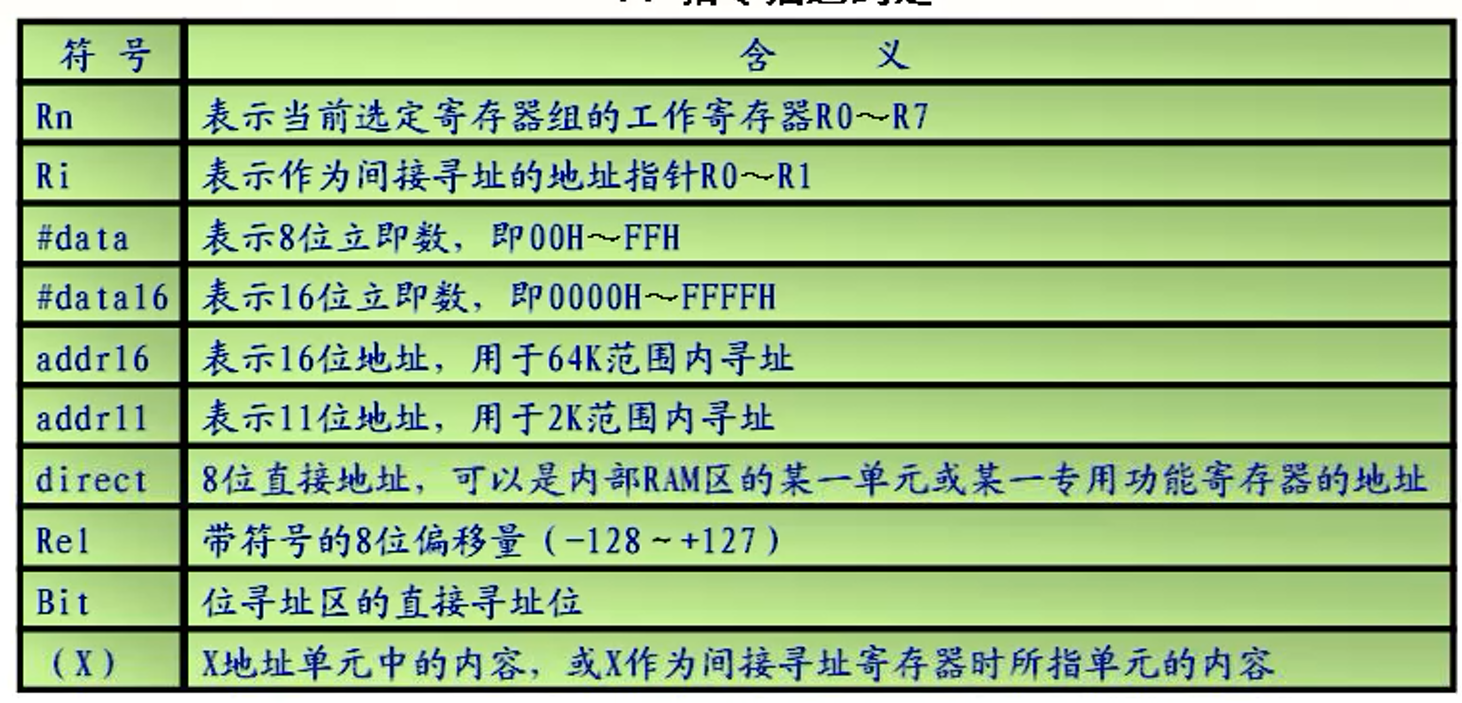 符 号 含 义
Rn 表示当前选定寄存器组的工作寄存器R0～R7
Ri 表示作为间接寻址的地址指针R0～R1
#data 表示8位立即数，即00H～FFH
#data16 表示16位立即数，即0000H～FFFFH
addr16 表示16位地址，用于64K范围内寻址
addr11 表示11位地址，用于2K范围内寻址
direct 8位直接地址，可以是内部RAM区的某一单元或某一专用功能寄存器的地址
Rel 带符号的8位偏移量（-128～+127）
Bit 位寻址区的直接寻址位
(X) X地址单元中的内容，或X作为间接寻址寄存器时所指单元的内容